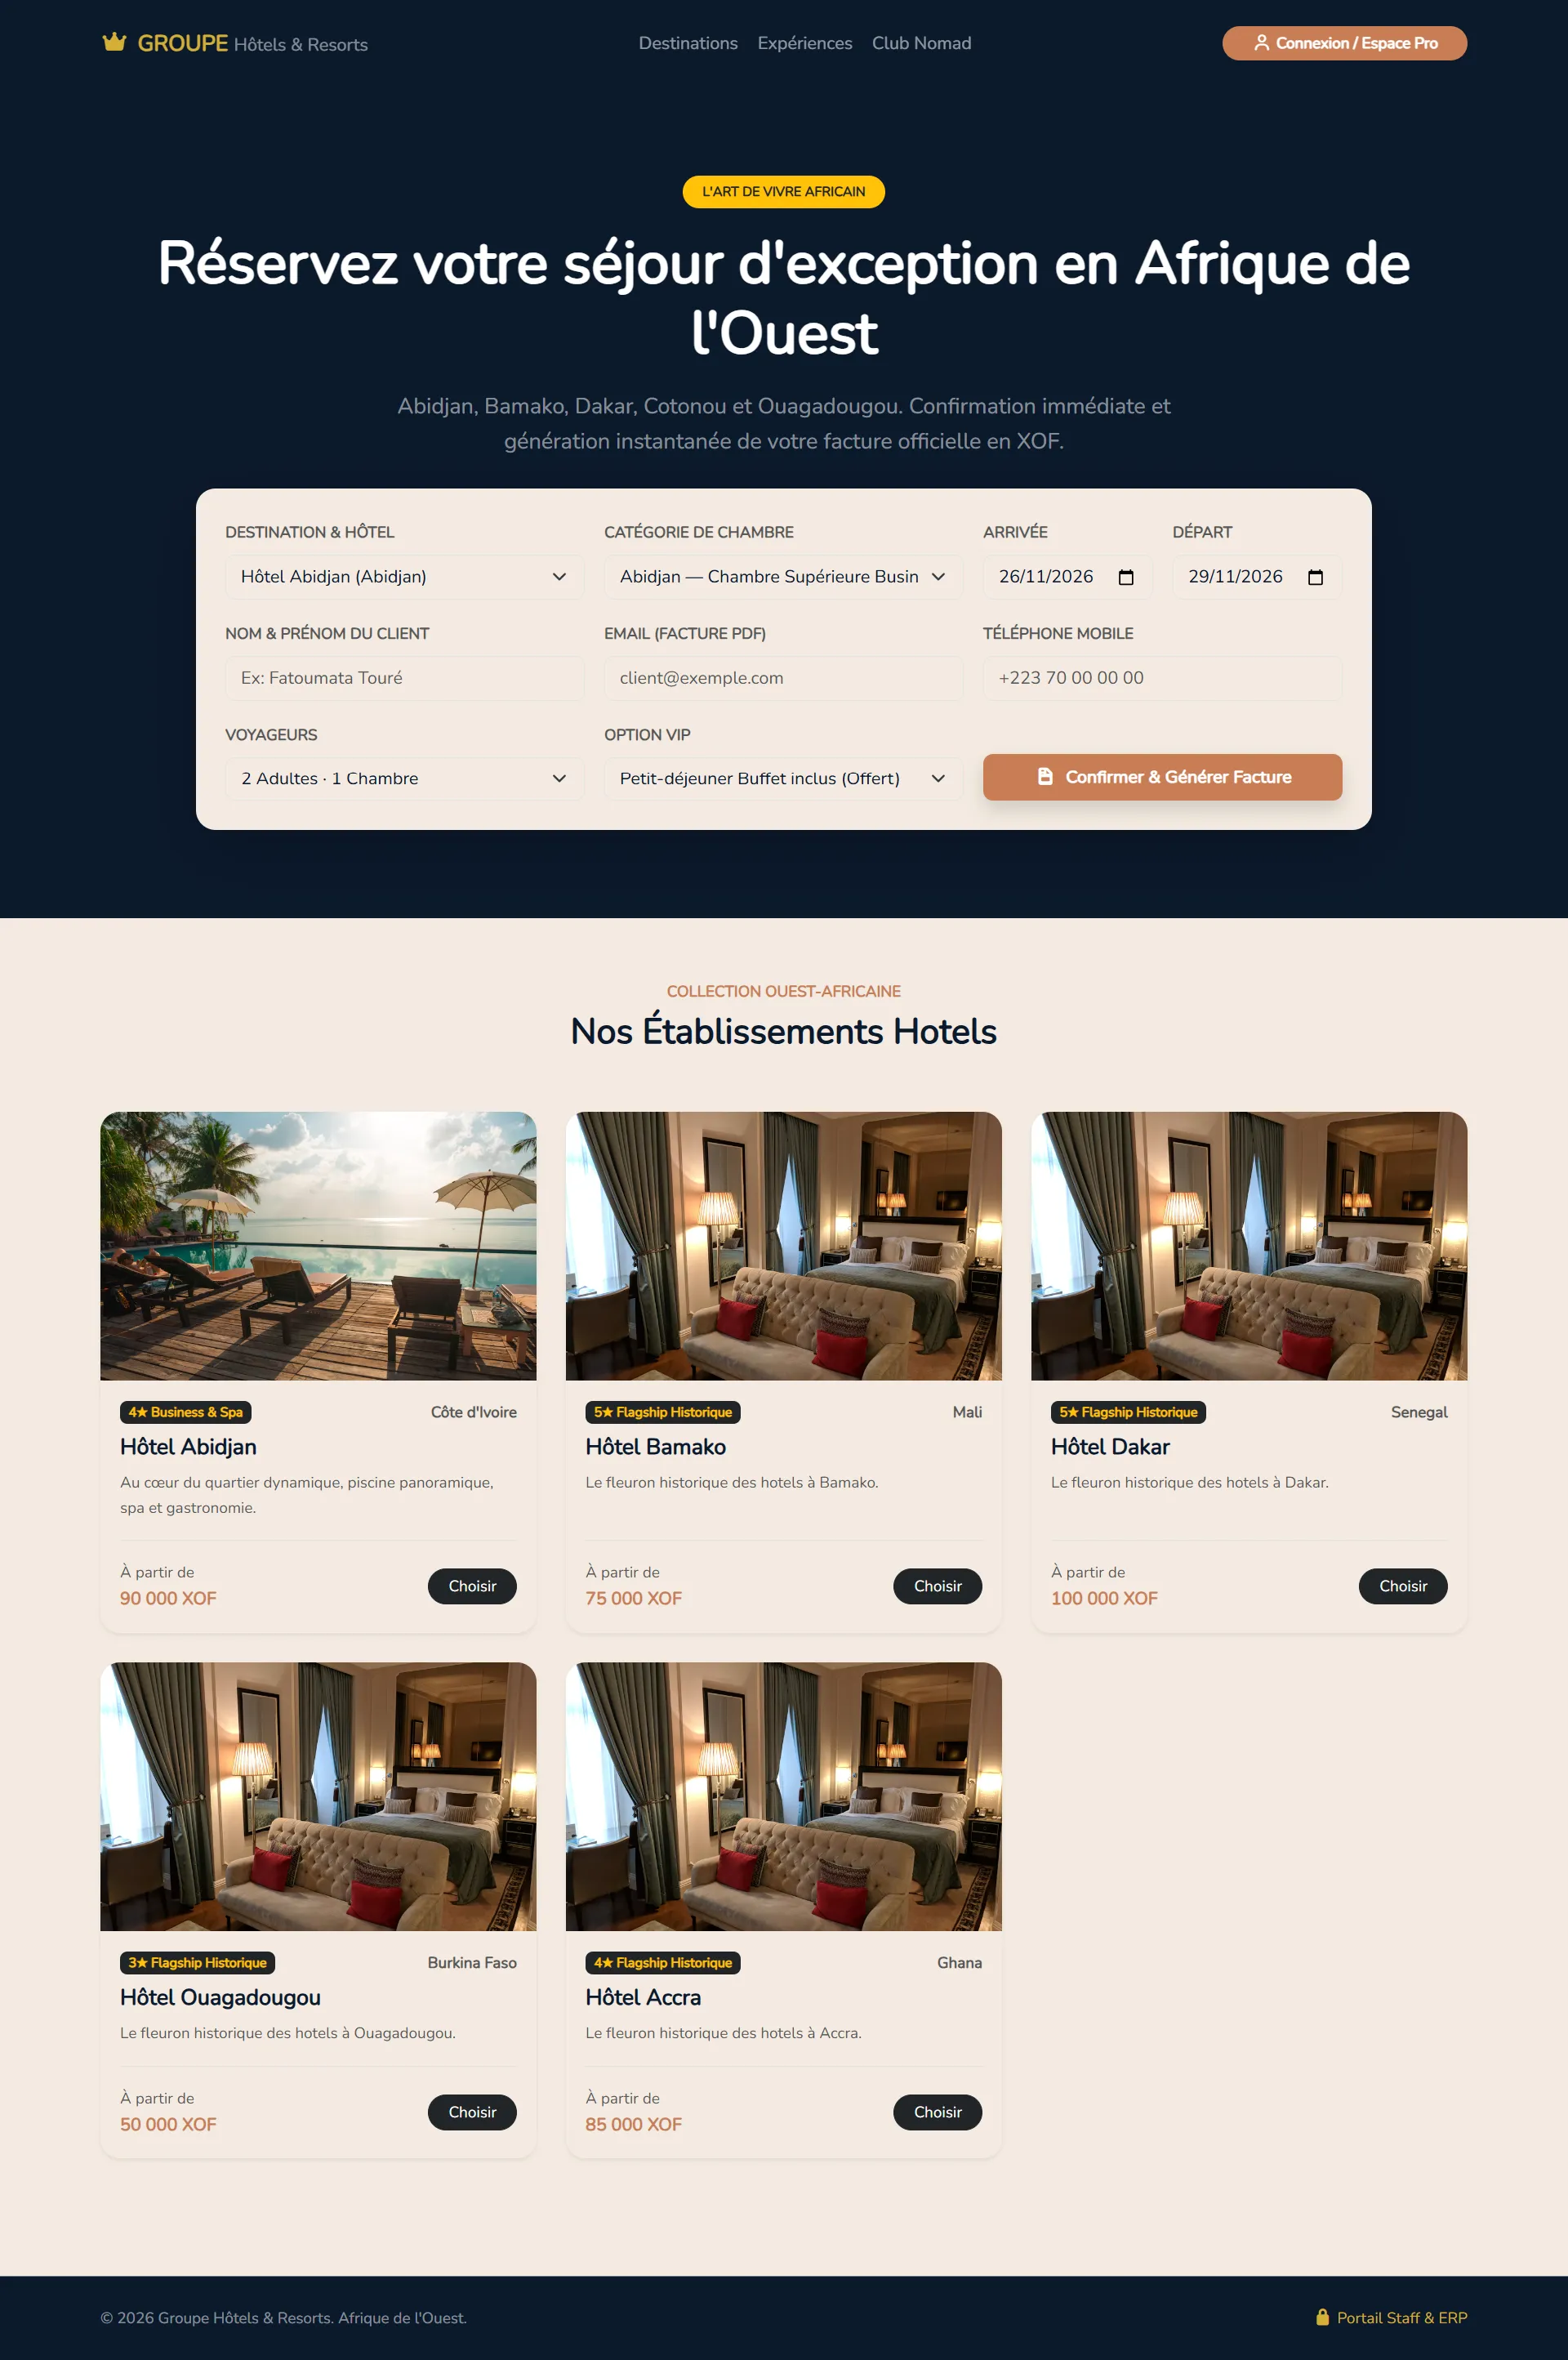 GROUPE Hôtels & Resorts
Destinations Expériences Club Nomad
Connexion / Espace Pro
L'ART DE VIVRE AFRICAIN
Réservez votre séjour d'exception en Afrique de
l'Ouest
Abidjan, Bamako, Dakar, Cotonou et Ouagadougou. Confirmation immédiate et
génération instantanée de votre facture officielle en XOF.
DESTINATION & HÔTEL CATÉGORIE DE CHAMBRE ARRIVÉE DÉPART
Hôtel Abidjan (Abidjan) Abidjan — Chambre Supérieure Busin 26/11/2026 29/11/2026
NOM & PRÉNOM DU CLIENT EMAIL (FACTURE PDF) TÉLÉPHONE MOBILE
Ex: Fatoumata Touré client@exemple.com +223 70 00 00 00
VOYAGEURS OPTION VIP
2 Adultes · 1 Chambre Petit-déjeuner Buffet inclus (Offert) Confirmer & Générer Facture
COLLECTION OUEST-AFRICAINE
Nos Établissements Hotels
4★ Business & Spa Côte d'Ivoire
Hôtel Abidjan
Au cœur du quartier dynamique, piscine panoramique,
spa et gastronomie.
À partir de
90 000 XOF
Choisir
5★ Flagship Historique Mali
Hôtel Bamako
Le fleuron historique des hotels à Bamako.
À partir de
75 000 XOF
Choisir
5★ Flagship Historique Senegal
Hôtel Dakar
Le fleuron historique des hotels à Dakar.
À partir de
100 000 XOF
Choisir
3★ Flagship Historique Burkina Faso
Hôtel Ouagadougou
Le fleuron historique des hotels à Ouagadougou.
À partir de
50 000 XOF
Choisir
4★ Flagship Historique Ghana
Hôtel Accra
Le fleuron historique des hotels à Accra.
À partir de
85 000 XOF
Choisir
© 2026 Groupe Hôtels & Resorts. Afrique de l'Ouest.
Portail Staff & ERP